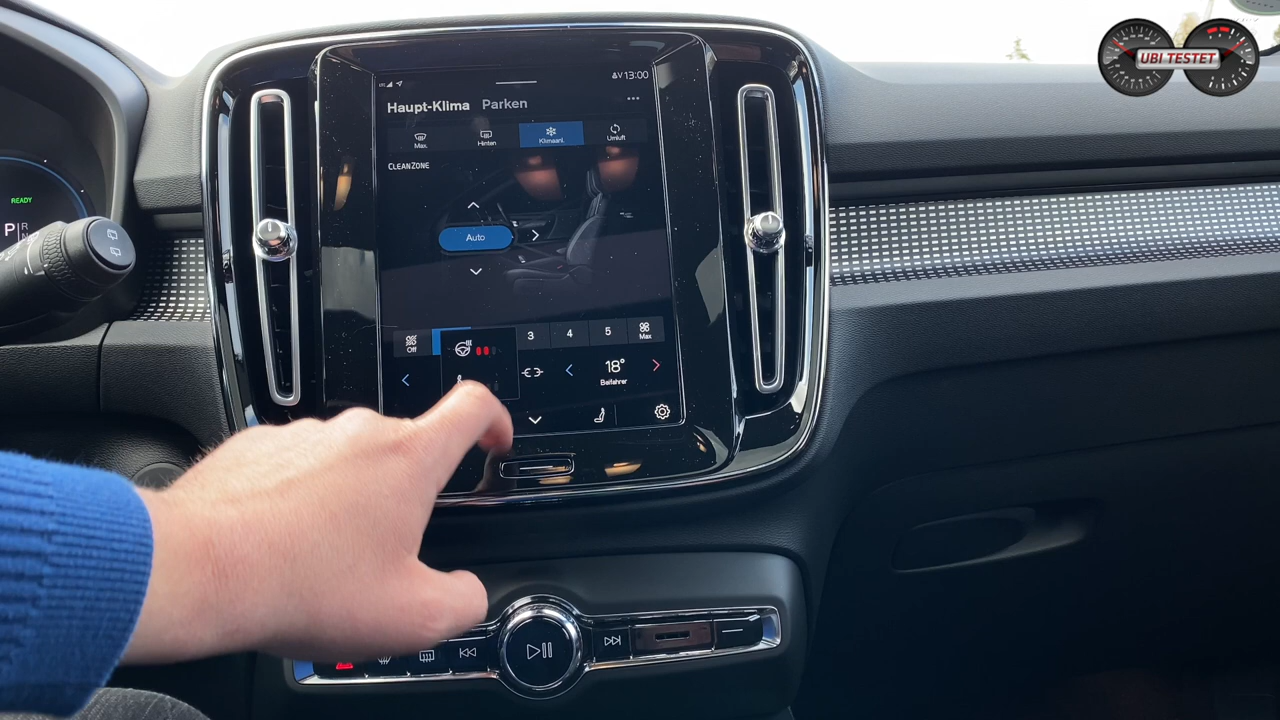 UBI TESTET
13:00
Haupt-Klima Parken
Max. Hinten Klimaanl. Umluft
CLEANZONE
READY
P R
Auto
Off 3 4 5 Max
18°
Beifahrer